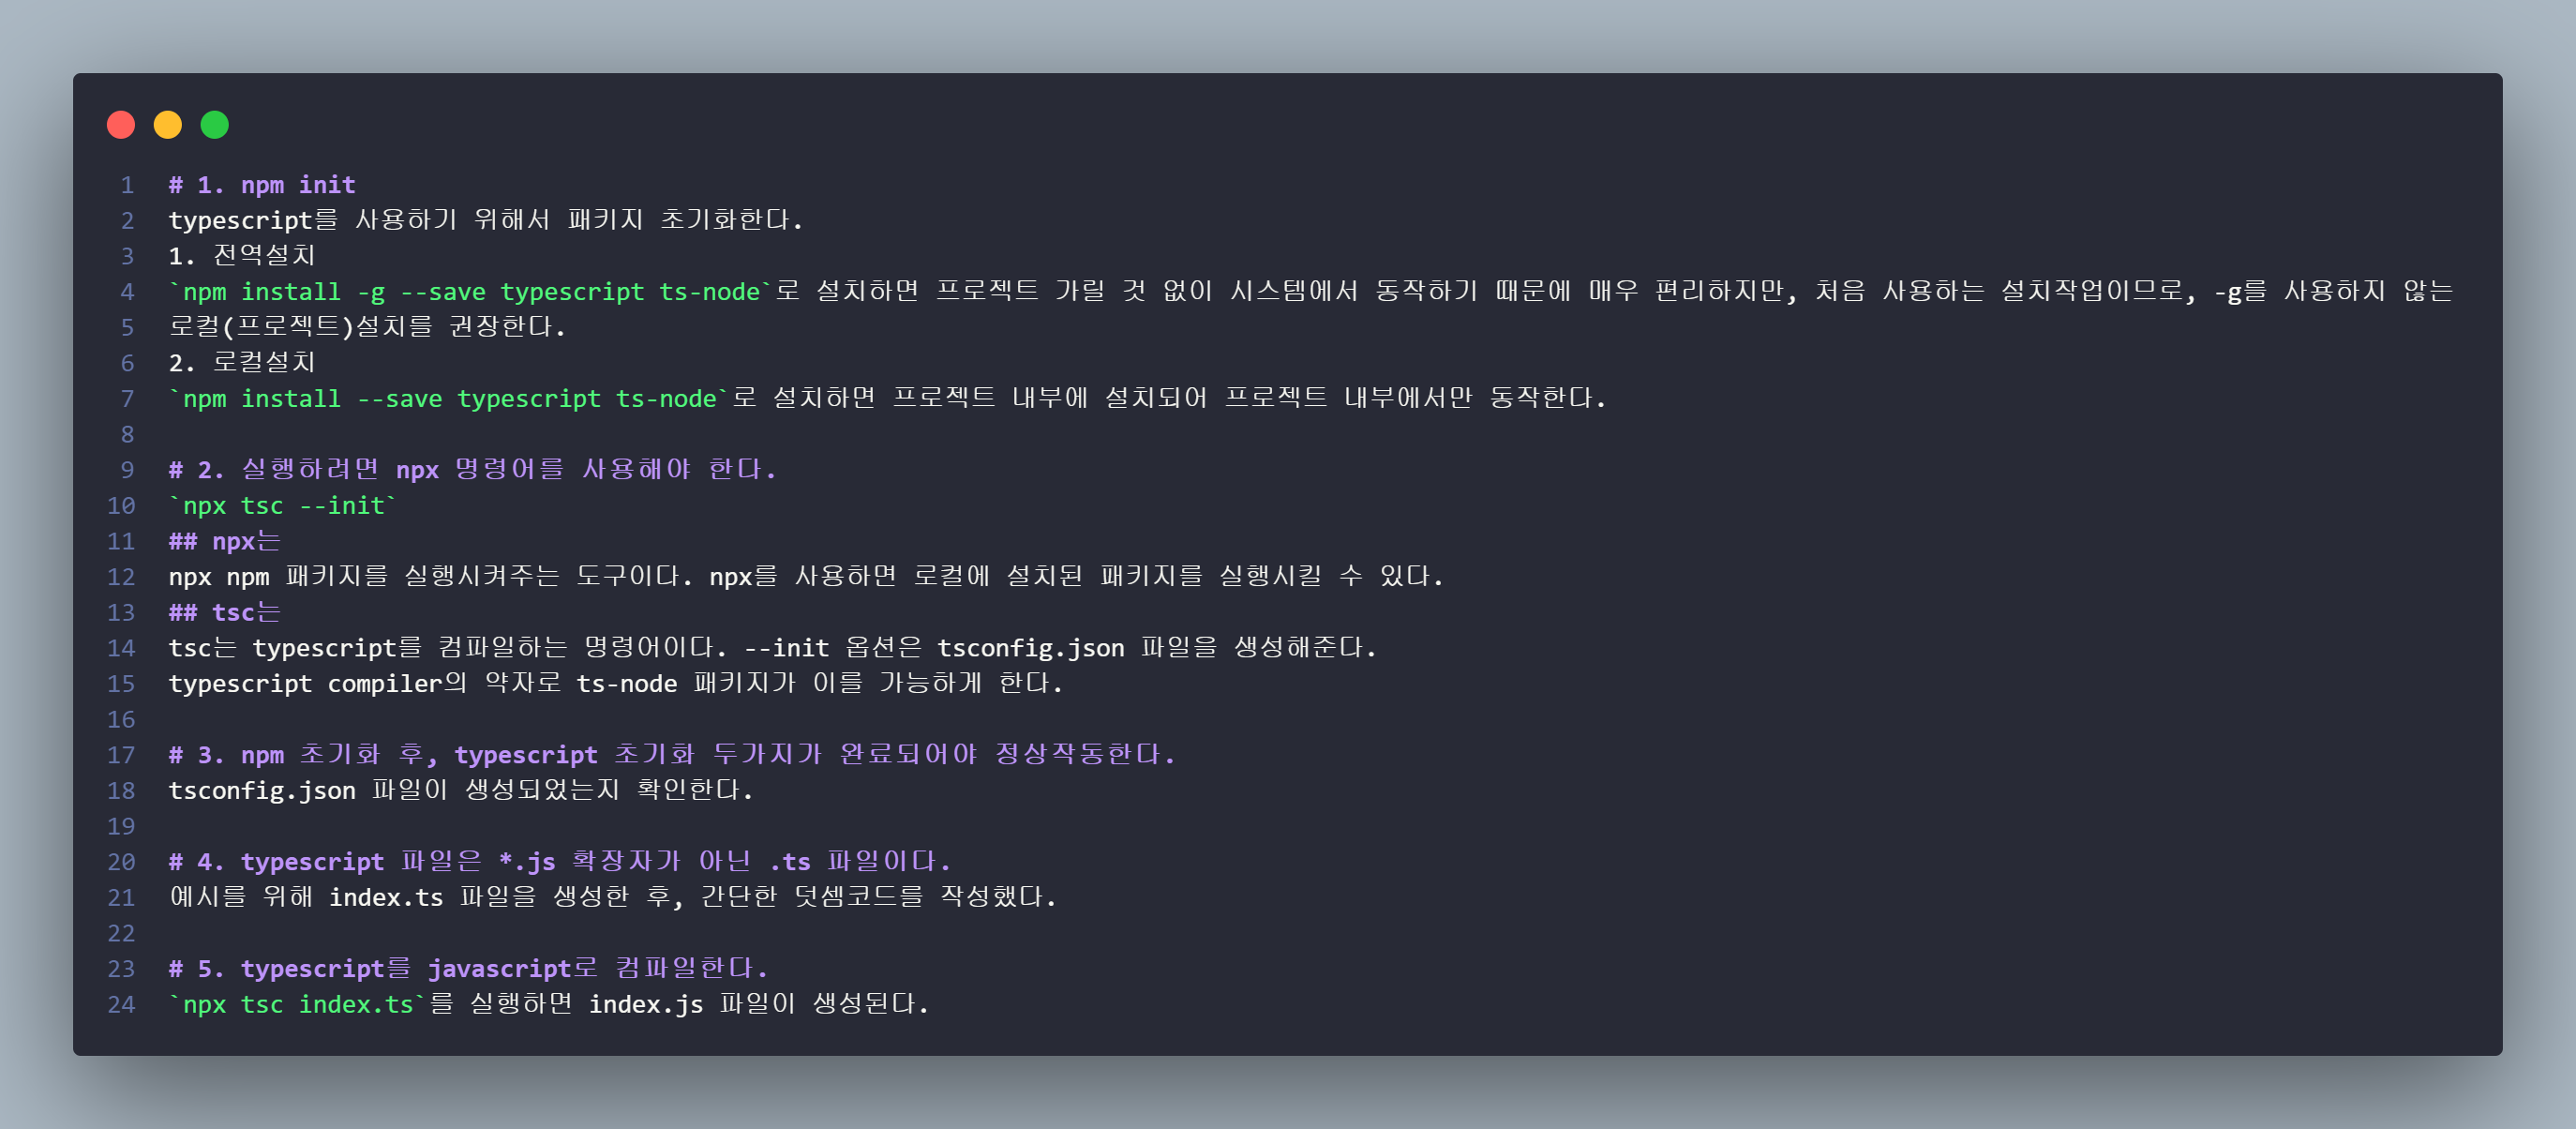 1 # 1. npm init
2 typescript를 사용하기 위해서 패키지 초기화한다.
3 1. 전역설치
4 `npm install -g --save typescript ts-node`로 설치하면 프로젝트 가릴 것 없이 시스템에서 동작하기 때문에 매우 편리하지만, 처음 사용하는 설치작업이므로, -g를 사용하지 않는
5 로컬(프로젝트)설치를 권장한다.
6 2. 로컬설치
7 `npm install --save typescript ts-node`로 설치하면 프로젝트 내부에 설치되어 프로젝트 내부에서만 동작한다.
8
9 # 2. 실행하려면 npx 명령어를 사용해야 한다.
10 `npx tsc --init`
11 ## npx는
12 npx npm 패키지를 실행시켜주는 도구이다. npx를 사용하면 로컬에 설치된 패키지를 실행시킬 수 있다.
13 ## tsc는
14 tsc는 typescript를 컴파일하는 명령어이다. --init 옵션은 tsconfig.json 파일을 생성해준다.
15 typescript compiler의 약자로 ts-node 패키지가 이를 가능하게 한다.
16
17 # 3. npm 초기화 후, typescript 초기화 두가지가 완료되어야 정상작동한다.
18 tsconfig.json 파일이 생성되었는지 확인한다.
19
20 # 4. typescript 파일은 *.js 확장자가 아닌 .ts 파일이다.
21 예시를 위해 index.ts 파일을 생성한 후, 간단한 덧셈코드를 작성했다.
22
23 # 5. typescript를 javascript로 컴파일한다.
24 `npx tsc index.ts`를 실행하면 index.js 파일이 생성된다.